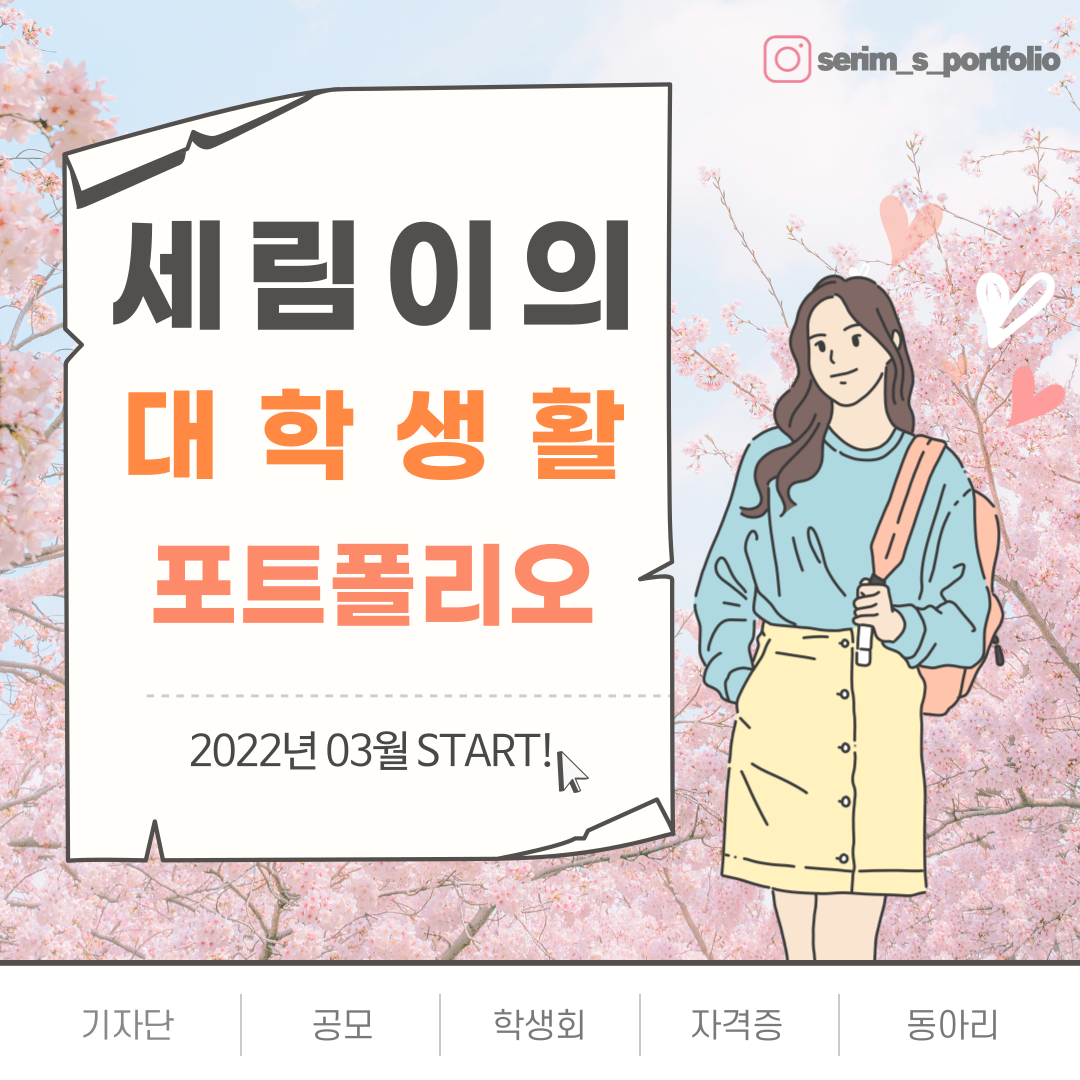 serim_s_portfolio
세림이의
대학생활
포트폴리오
2022년 03월 START!
기자단
공모
학생회
자격증
동아리